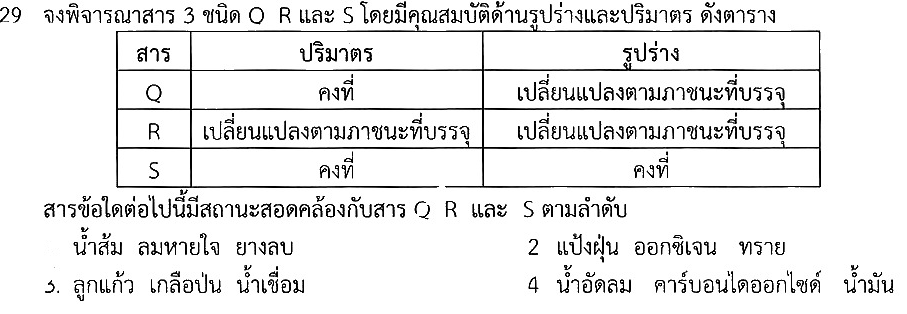 29 จงพิจารณาสาร 3 ชนิด Q R และ S โดยมีคุณสมบัติด้านรูปร่างและปริมาตร ดังตาราง
สาร ปริมาตร รูปร่าง
Q คงที่ เปลี่ยนแปลงตามภาชนะที่บรรจุ
R เปลี่ยนแปลงตามภาชนะที่บรรจุ เปลี่ยนแปลงตามภาชนะที่บรรจุ
S คงที่ คงที่
สารข้อใดต่อไปนี้มีสถานะสอดคล้องกับสาร Q R และ S ตามลำดับ
น้ำส้ม ลมหายใจ ยางลบ 2 แป้งฝุ่น ออกซิเจน ทราย
3. ลูกแก้ว เกลือป่น น้ำเชื่อม 4 น้ำอัดลม คาร์บอนไดออกไซด์ น้ำมัน